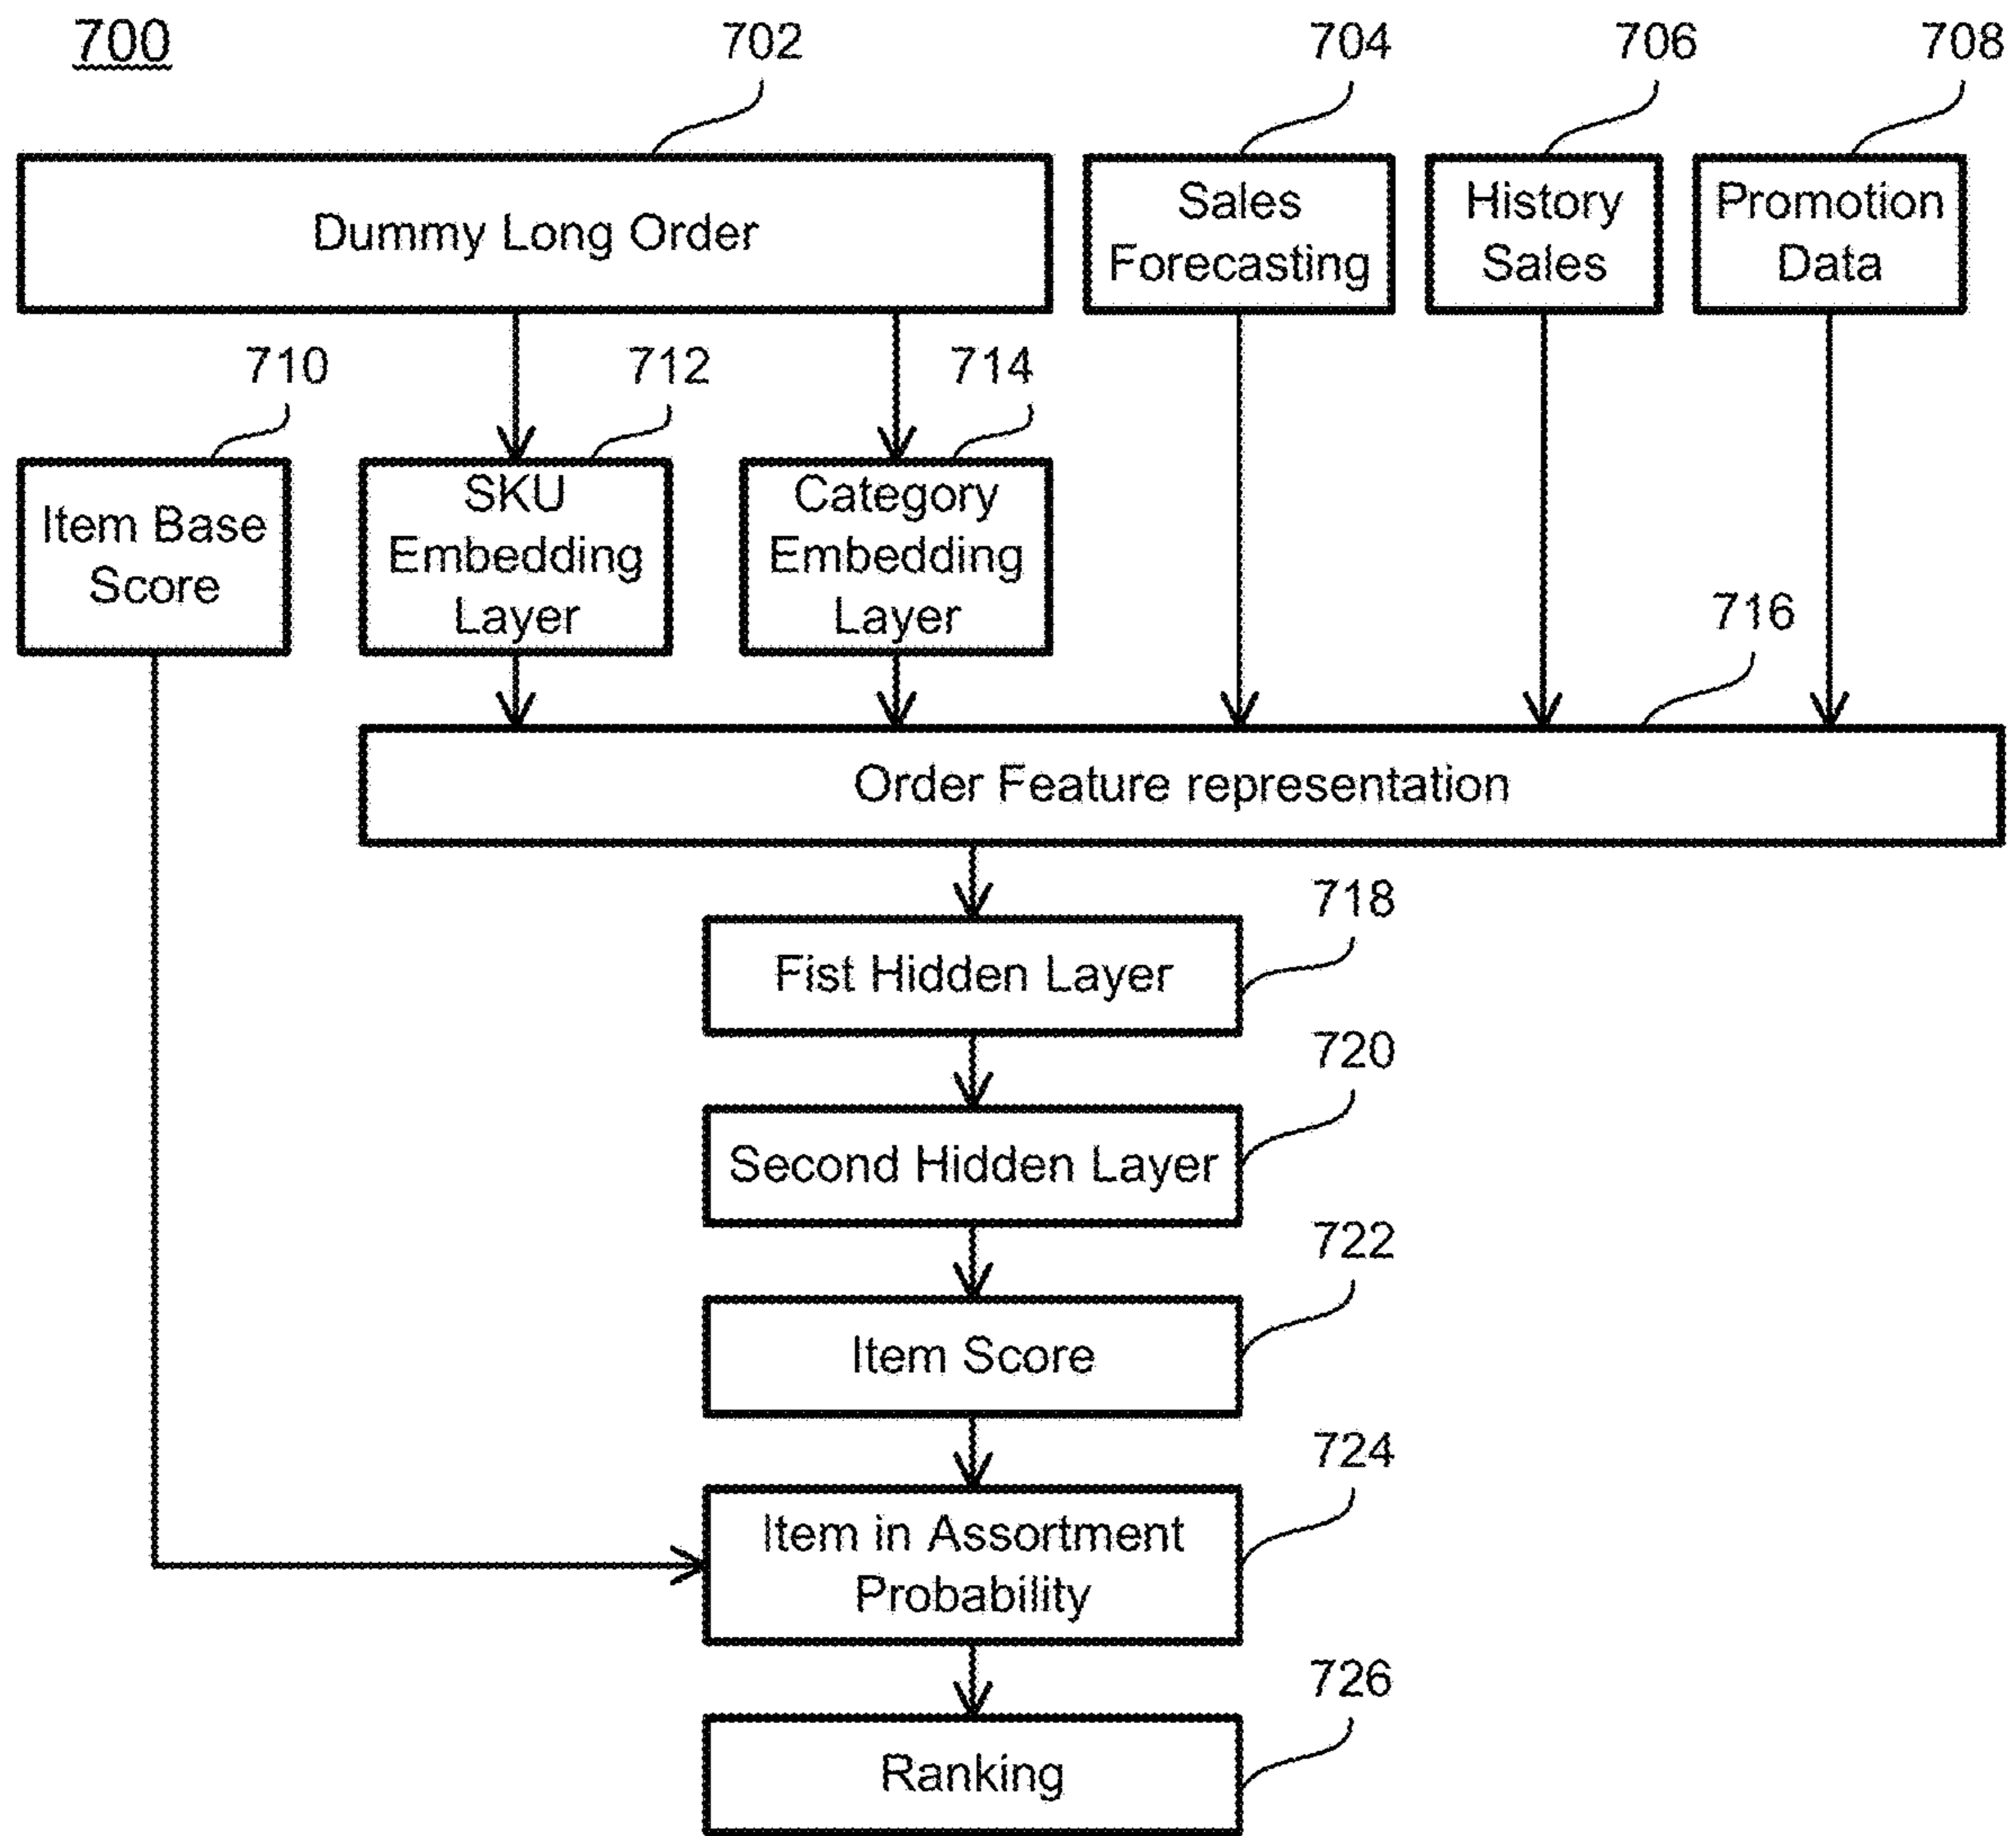 700
702
704
706
708
Dummy Long Order
Sales
Forecasting
History
Sales
Promotion
Data
710
712
714
Item Base
Score
SKU
Embedding
Layer
Category
Embedding
Layer
716
Order Feature representation
718
Fist Hidden Layer
720
Second Hidden Layer
722
Item Score
724
Item in Assortment
Probability
726
Ranking